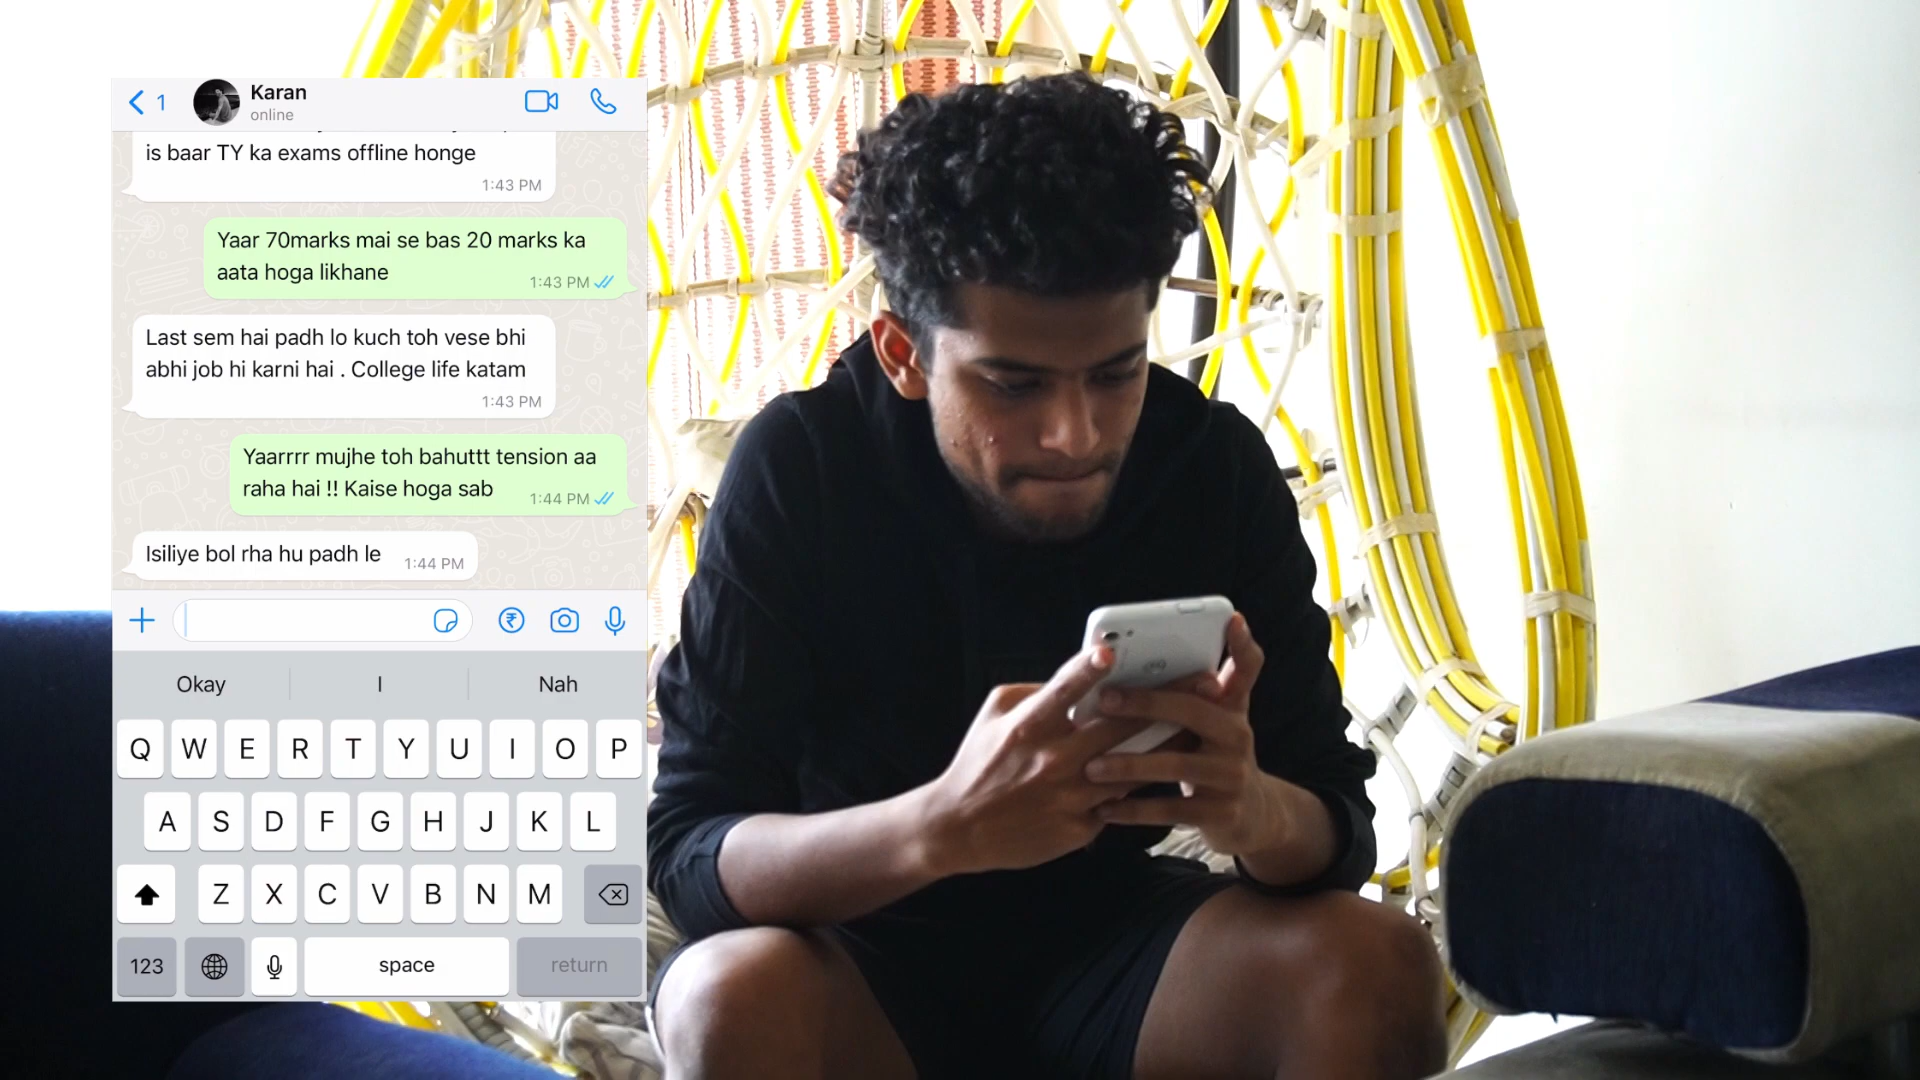 1
Karan
online
is baar TY ka exams offline honge
1:43 PM
Yaar 70marks mai se bas 20 marks ka
aata hoga likhane
1:43 PM
Last sem hai padh lo kuch toh vese bhi
abhi job hi karni hai . College life katam
1:43 PM
Yaarrrr mujhe toh bahuttt tension aa
raha hai !! Kaise hoga sab
1:44 PM
Isiliye bol rha hu padh le
1:44 PM
₹
Okay I Nah
Q W E R T Y U I O P
A S D F G H J K L
Z X C V B N M
123 space return